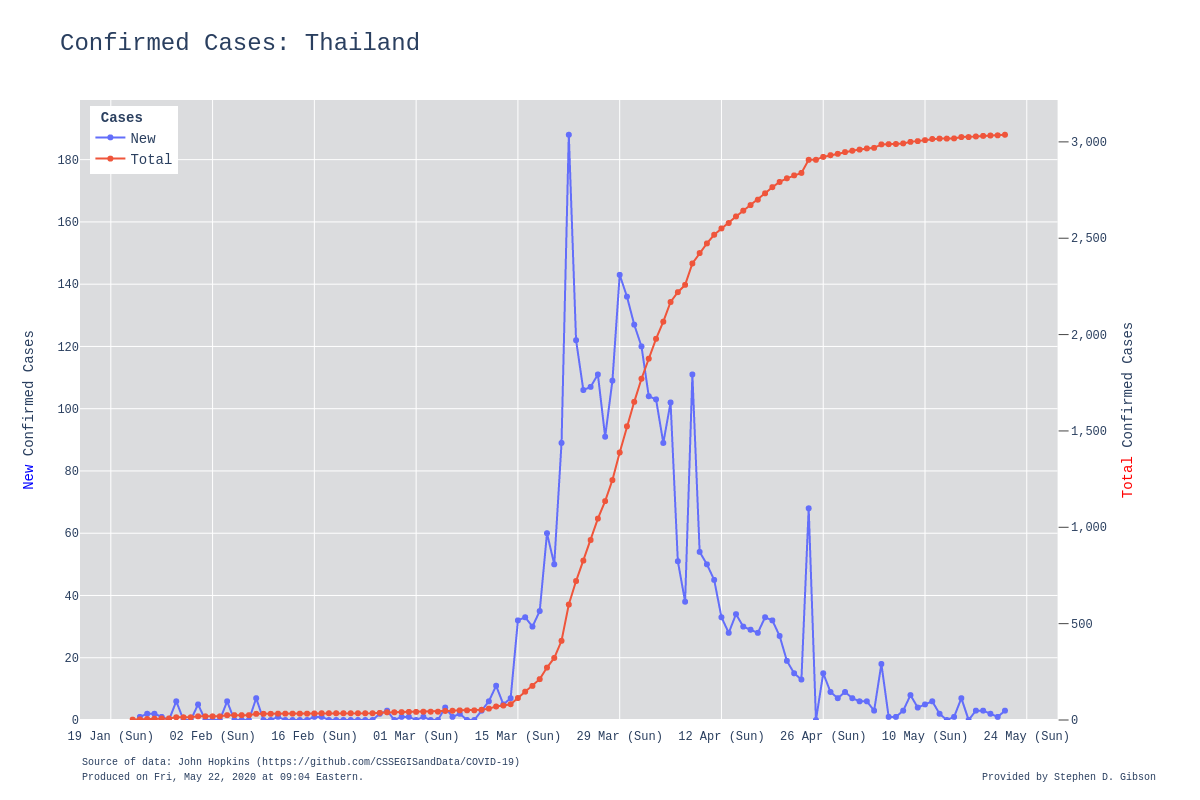 Confirmed Cases: Thailand
Cases
New
Total
180
160
140
120
100
80
60
40
20
0
3,000
2,500
2,000
1,500
1,000
500
0
New Confirmed Cases
Total Confirmed Cases
19 Jan (Sun) 02 Feb (Sun) 16 Feb (Sun) 01 Mar (Sun) 15 Mar (Sun) 29 Mar (Sun) 12 Apr (Sun) 26 Apr (Sun) 10 May (Sun) 24 May (Sun)
Source of data: John Hopkins (https://github.com/CSSEGISandData/COVID-19)
Produced on Fri, May 22, 2020 at 09:04 Eastern.
Provided by Stephen D. Gibson